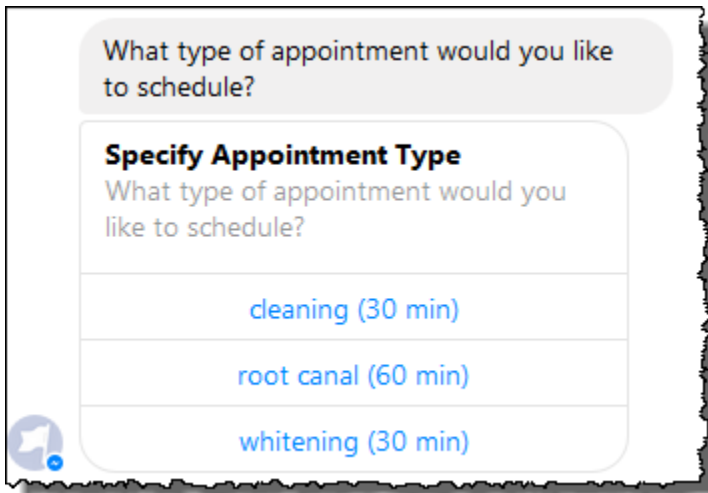 What type of appointment would you like
to schedule?
Specify Appointment Type
What type of appointment would you
like to schedule?
cleaning (30 min)
root canal (60 min)
whitening (30 min)